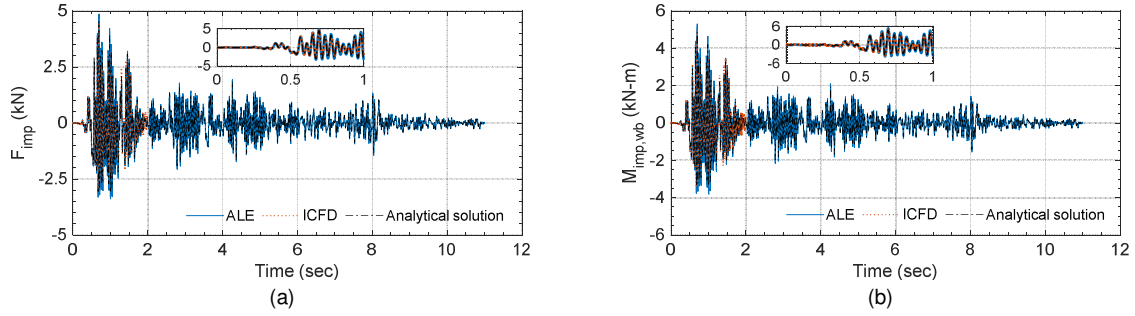 (a)
5
2.5
0
-2.5
-5
F_imp (kN)
5
0
-5
0
0.5
1
ALE
ICFD
Analytical solution
0
2
4
6
8
10
12
Time (sec)
(a)
(b)
6
4
2
0
-2
-4
-6
M_imp,wb (kN-m)
6
0
-6
0
0.5
1
ALE
ICFD
Analytical solution
0
2
4
6
8
10
12
Time (sec)
(b)